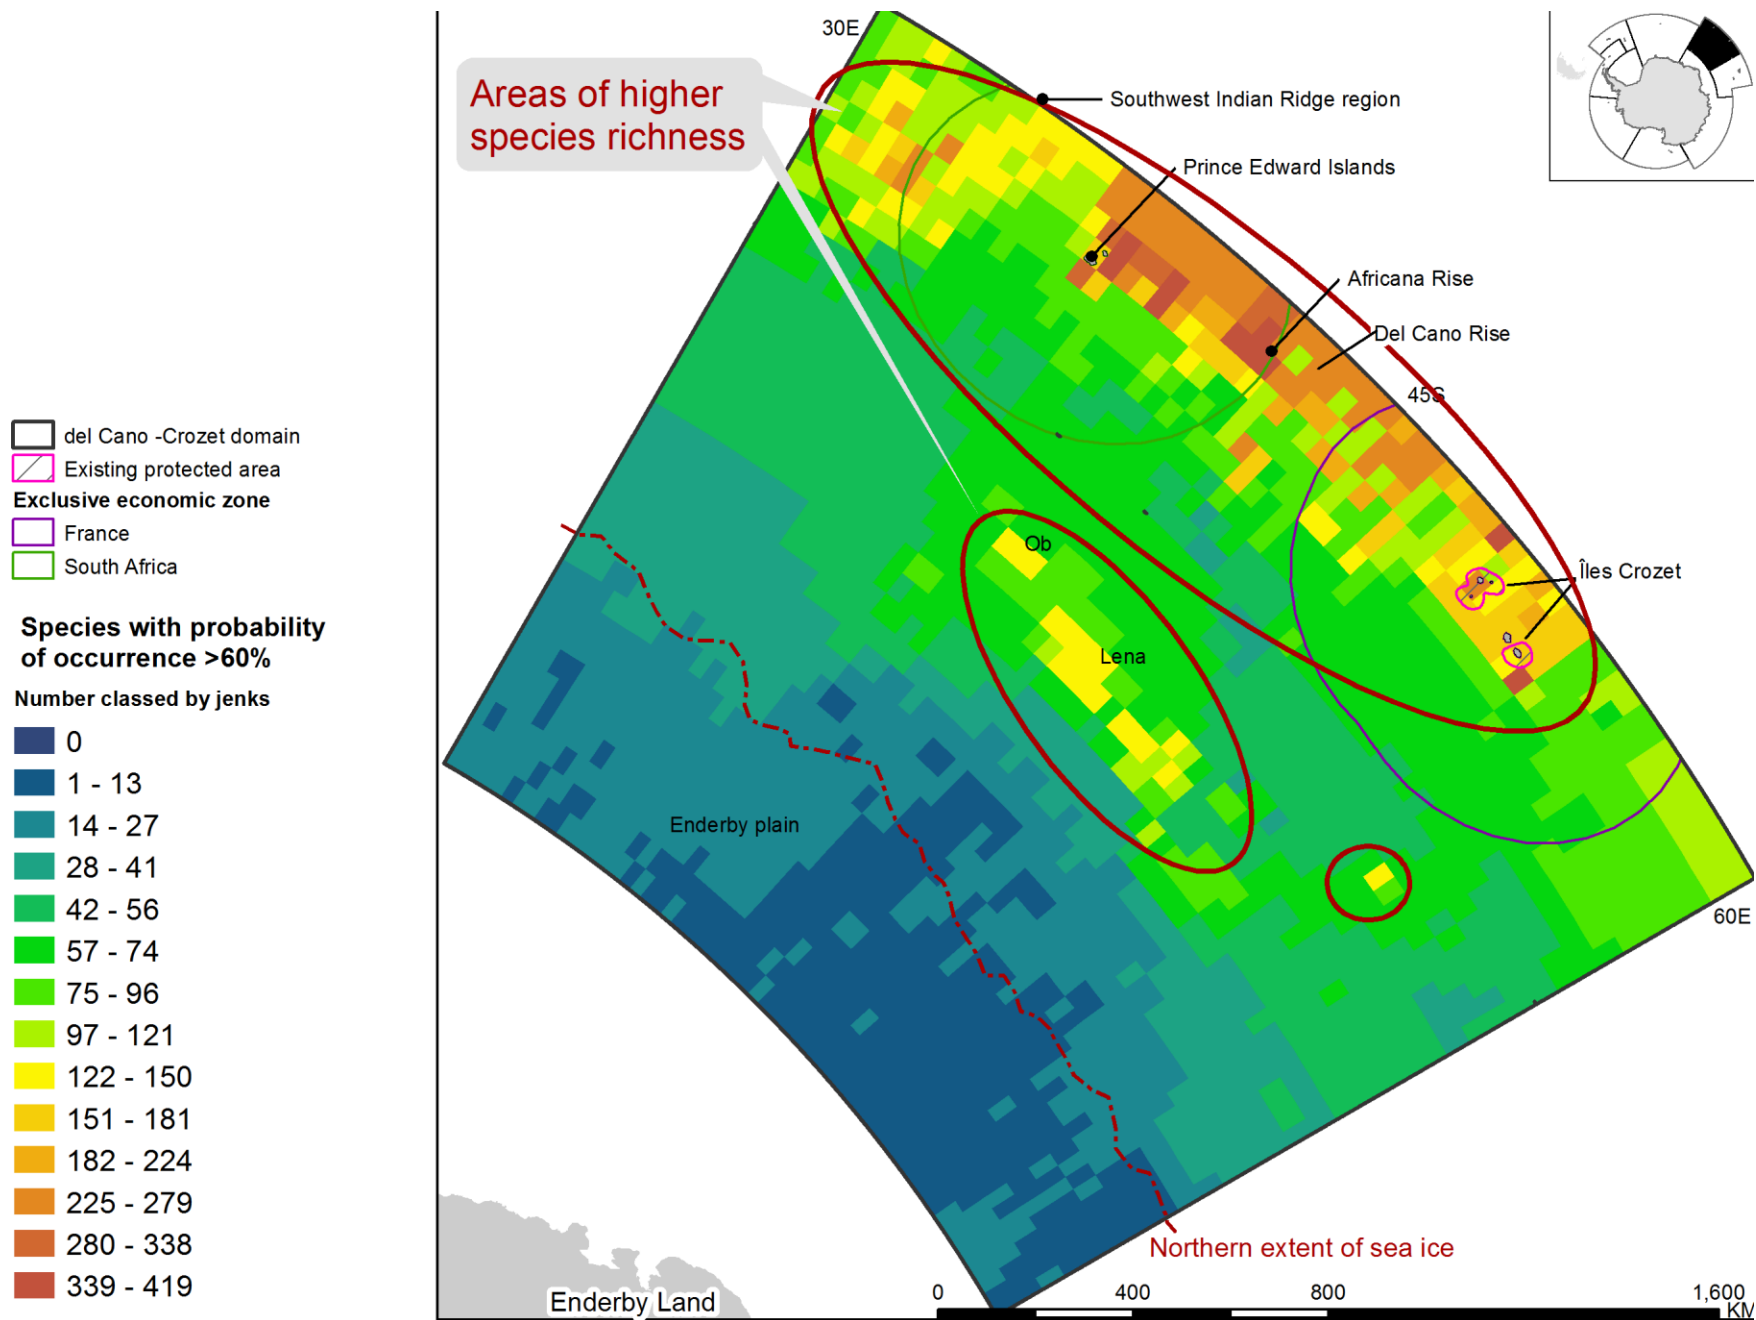 30E
Areas of higher
species richness
Southwest Indian Ridge region
Prince Edward Islands
Africana Rise
Del Cano Rise
45S
del Cano -Crozet domain
Existing protected area
Exclusive economic zone
France
South Africa
Ob
Îles Crozet
Species with probability
of occurrence >60%
Lena
Number classed by jenks
0
1 - 13
14 - 27
Enderby plain
28 - 41
42 - 56
60E
57 - 74
75 - 96
97 - 121
122 - 150
151 - 181
182 - 224
225 - 279
280 - 338
Northern extent of sea ice
339 - 419
Enderby Land
0 400 800 1,600
KM